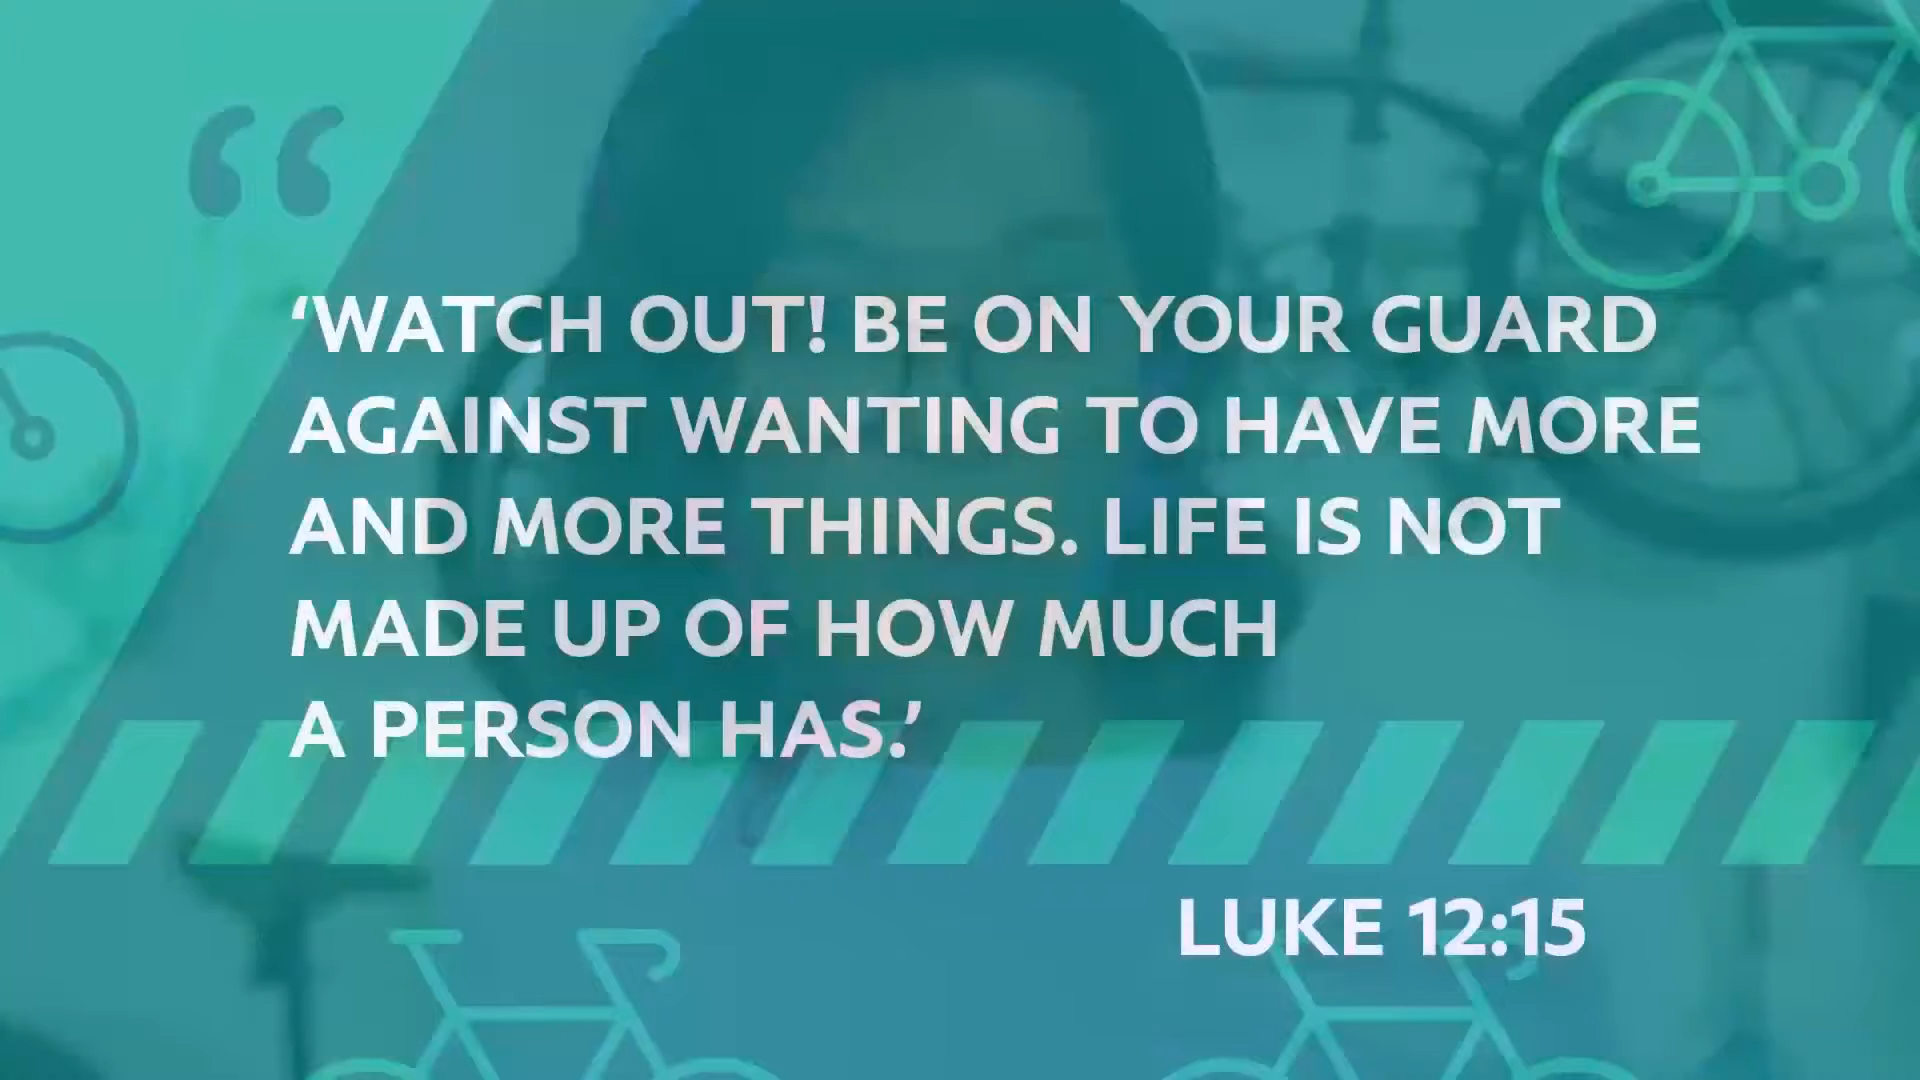 ‘WATCH OUT! BE ON YOUR GUARD
AGAINST WANTING TO HAVE MORE
AND MORE THINGS. LIFE IS NOT
MADE UP OF HOW MUCH
A PERSON HAS.’
LUKE 12:15